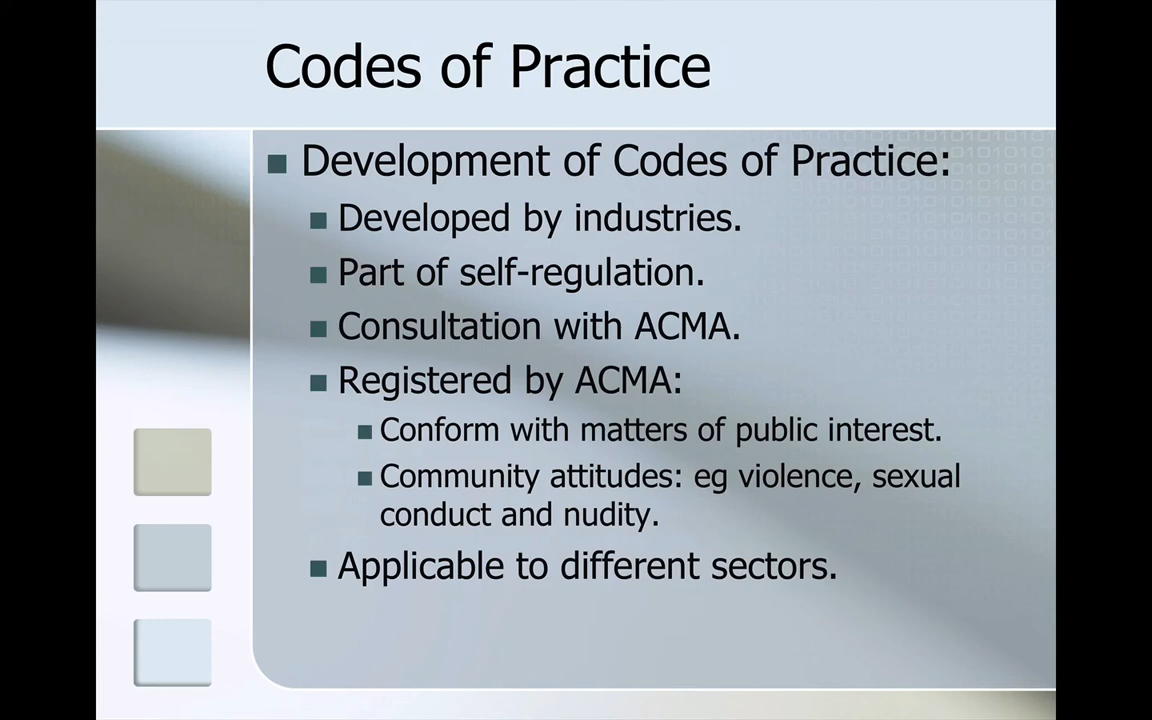 Codes of Practice
Development of Codes of Practice:
Developed by industries.
Part of self-regulation.
Consultation with ACMA.
Registered by ACMA:
Conform with matters of public interest.
Community attitudes: eg violence, sexual
conduct and nudity.
Applicable to different sectors.